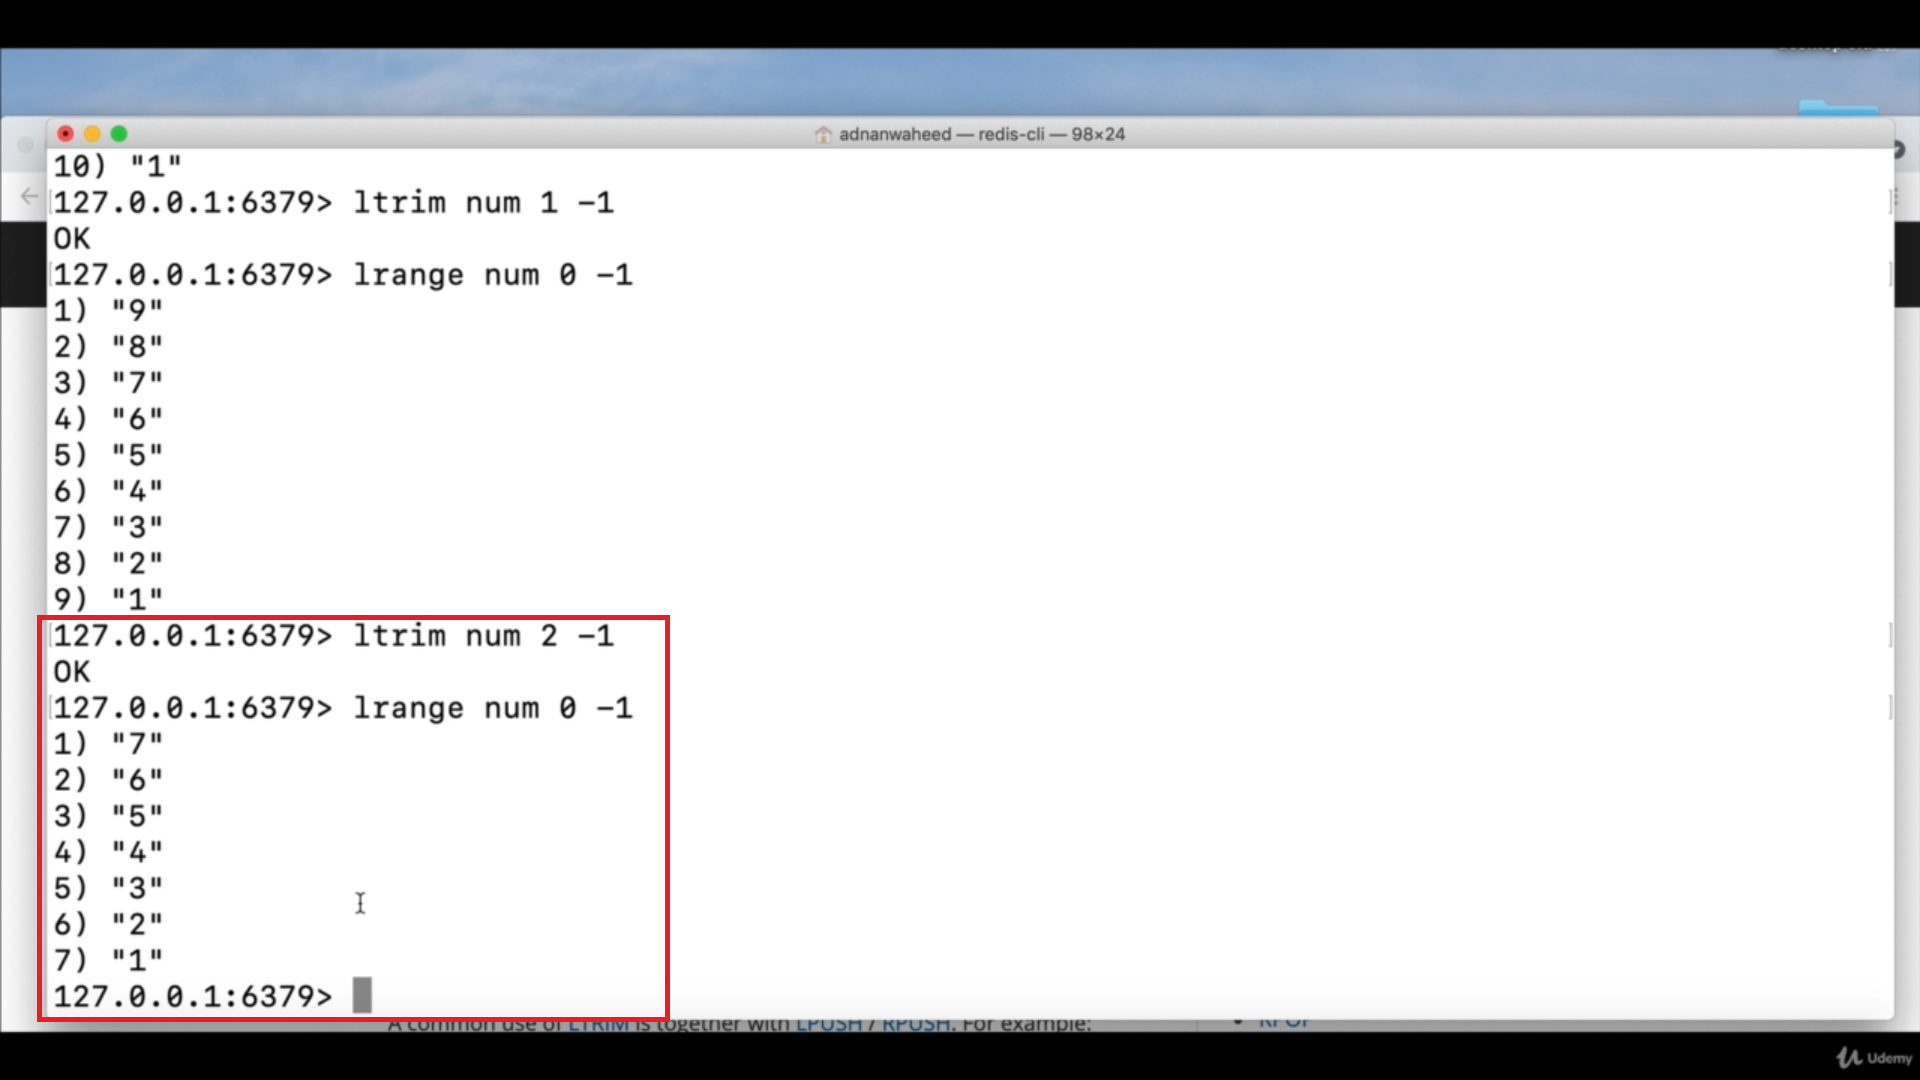 adnanwaheed — redis-cli — 98×24
10) "1"
127.0.0.1:6379> ltrim num 1 -1
OK
127.0.0.1:6379> lrange num 0 -1
1) "9"
2) "8"
3) "7"
4) "6"
5) "5"
6) "4"
7) "3"
8) "2"
9) "1"
127.0.0.1:6379> ltrim num 2 -1
OK
127.0.0.1:6379> lrange num 0 -1
1) "7"
2) "6"
3) "5"
4) "4"
5) "3"
6) "2"
7) "1"
127.0.0.1:6379>
A common use of LTRIM is together with LPUSH / RPUSH. For example:
• RPOP
Udemy